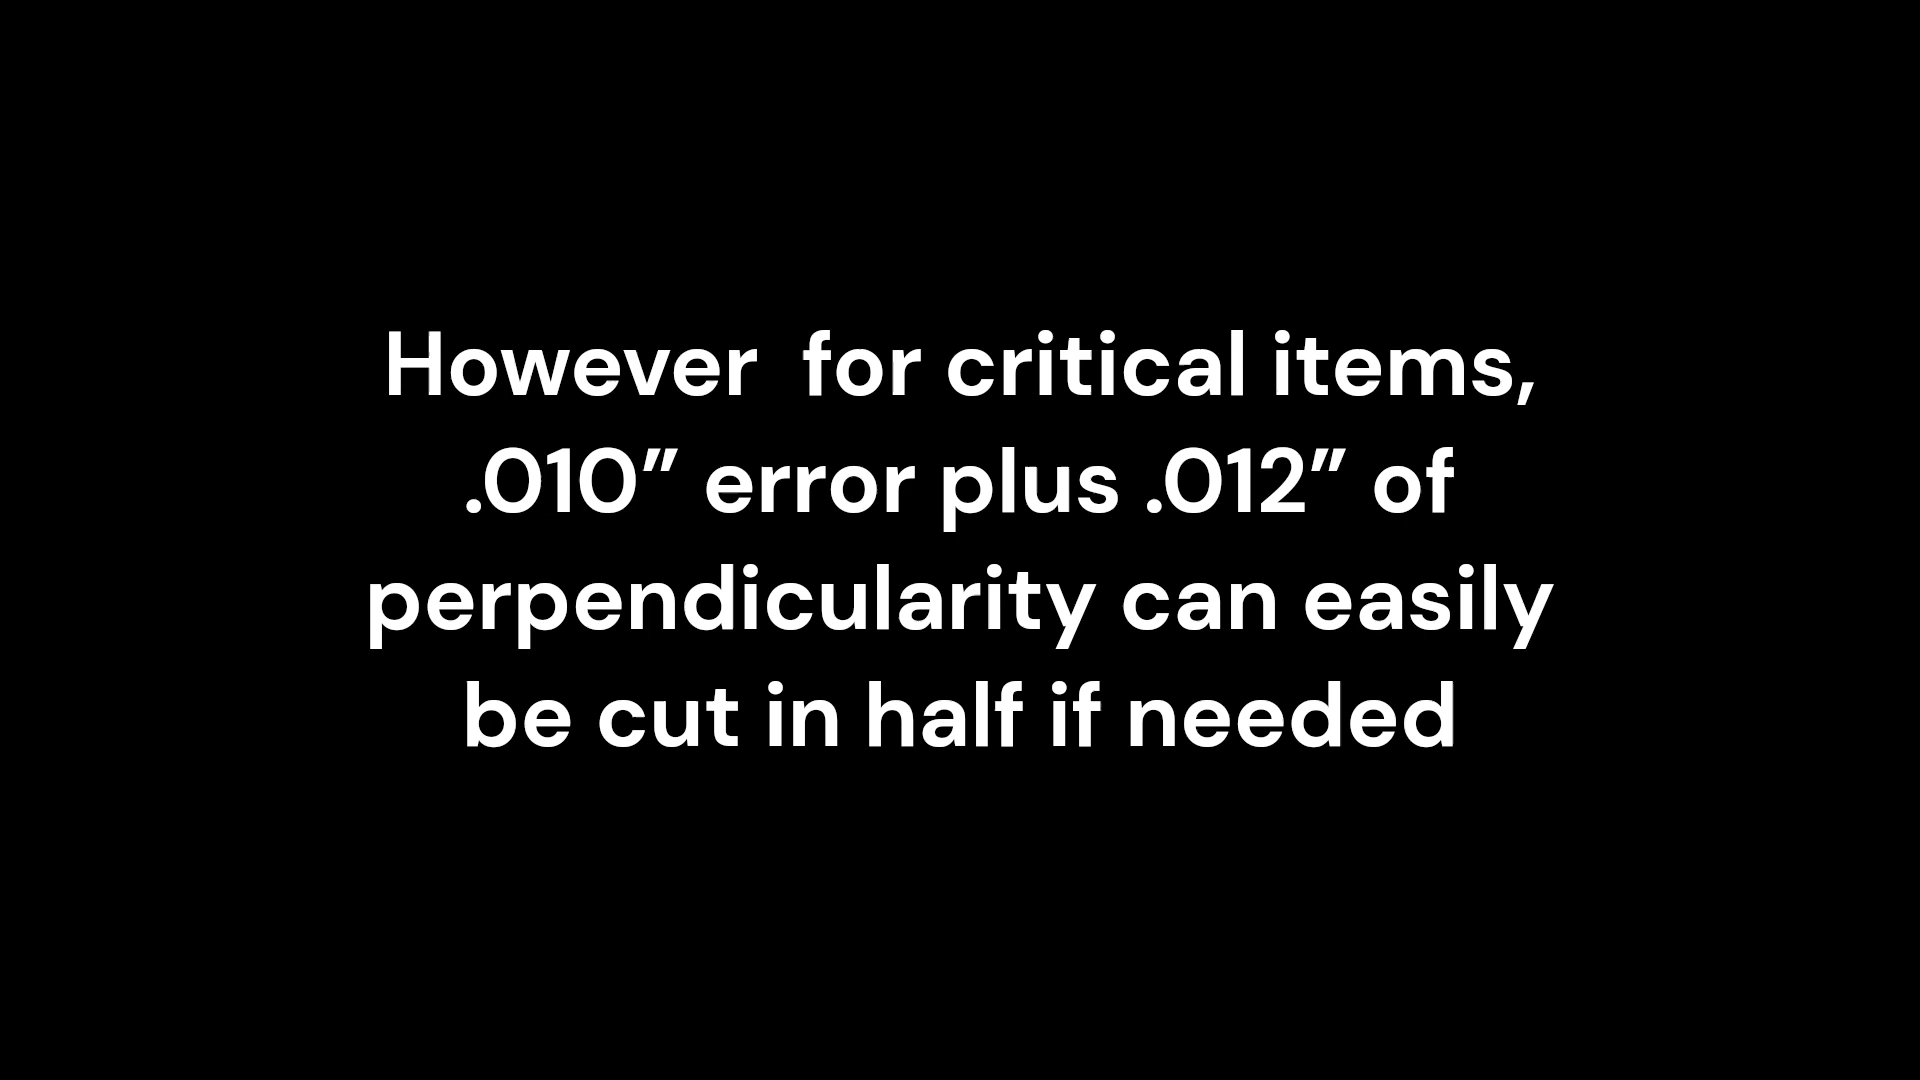 However  for critical items,
.010” error plus .012” of
perpendicularity can easily
be cut in half if needed